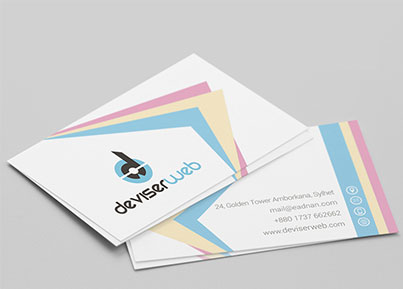 deviserweb
24, Golden Tower Amborkana, Sylhet
mail@eadnan.com
+880 1737 662662
www.deviserweb.com